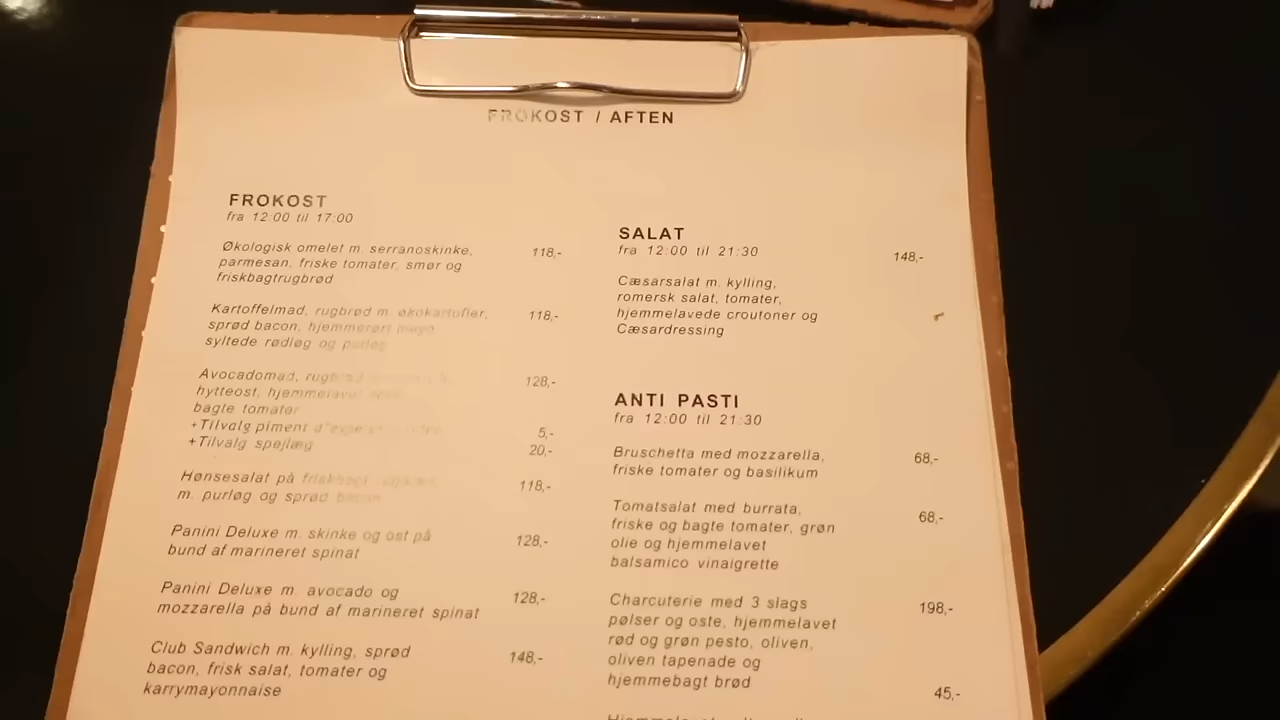 FROKOST / AFTEN
FROKOST
fra 12:00 til 17:00
Økologisk omelet m. serranoskinke, 118,-
parmesan, friske tomater, smør og
friskbagtrugbrød
Kartoffelmad, rugbrød m. økokartofler, 118,-
sprød bacon, hjemmerørt mayo
syltede rødløg og purløg
Avocadomad, 128,-
hytteost,
bagte tomater
+Tilvalg piment 5,-
+Tilvalg spejlæg 20,-
Hønsesalat på friskbagt 118,-
m. purløg og sprød bacon
Panini Deluxe m. skinke og ost på 128,-
bund af marineret spinat
Panini Deluxe m. avocado og 128,-
mozzarella på bund af marineret spinat
Club Sandwich m. kylling, sprød 148,-
bacon, frisk salat, tomater og
karrymayonnaise
SALAT
fra 12:00 til 21:30 148,-
Cæsarsalat m. kylling,
romersk salat, tomater,
hjemmelavede croutoner og
Cæsardressing
ANTI PASTI
fra 12:00 til 21:30
Bruschetta med mozzarella, 68,-
friske tomater og basilikum
Tomatsalat med burrata, 68,-
friske og bagte tomater, grøn
olie og hjemmelavet
balsamico vinaigrette
Charcuterie med 3 slags 198,-
pølser og oste, hjemmelavet
rød og grøn pesto, oliven,
oliven tapenade og
hjemmebagt brød 45,-